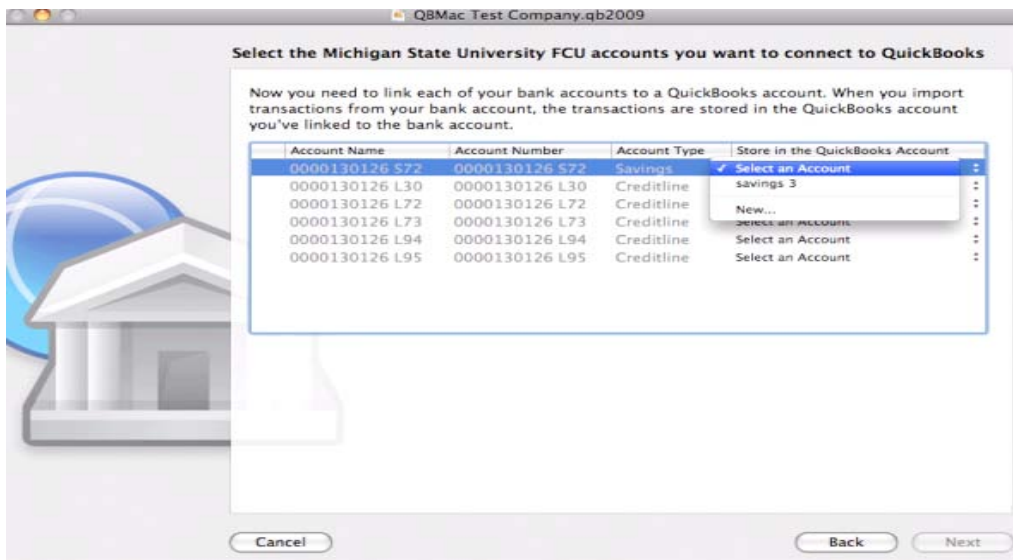 QBMac Test Company.qb2009
Select the Michigan State University FCU accounts you want to connect to QuickBooks
Now you need to link each of your bank accounts to a QuickBooks account. When you import
transactions from your bank account, the transactions are stored in the QuickBooks account
you've linked to the bank account.
Account Name Account Number Account Type Store in the QuickBooks Account
0000130126 S72 0000130126 S72 Savings ✓ Select an Account
0000130126 L30 0000130126 L30 Creditline savings 3
0000130126 L72 0000130126 L72 Creditline New...
0000130126 L73 0000130126 L73 Creditline Select an Account
0000130126 L94 0000130126 L94 Creditline Select an Account
0000130126 L95 0000130126 L95 Creditline Select an Account
Cancel Back Next